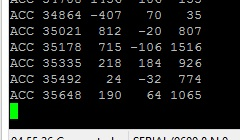 ACC 34864 -407 70 35
ACC 35021 812 -20 807
ACC 35178 715 -106 1516
ACC 35335 218 184 926
ACC 35492 24 -32 774
ACC 35648 190 64 1065